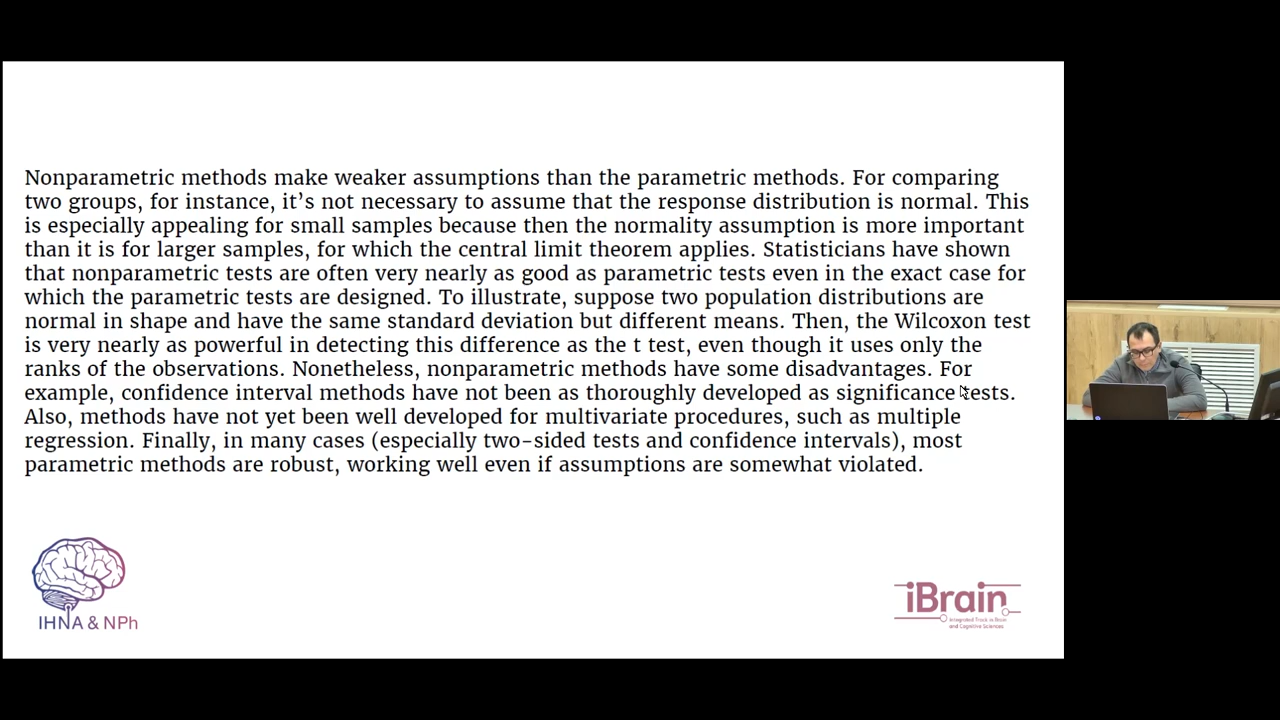 Nonparametric methods make weaker assumptions than the parametric methods. For comparing
two groups, for instance, it’s not necessary to assume that the response distribution is normal. This
is especially appealing for small samples because then the normality assumption is more important
than it is for larger samples, for which the central limit theorem applies. Statisticians have shown
that nonparametric tests are often very nearly as good as parametric tests even in the exact case for
which the parametric tests are designed. To illustrate, suppose two population distributions are
normal in shape and have the same standard deviation but different means. Then, the Wilcoxon test
is very nearly as powerful in detecting this difference as the t test, even though it uses only the
ranks of the observations. Nonetheless, nonparametric methods have some disadvantages. For
example, confidence interval methods have not been as thoroughly developed as significance tests.
Also, methods have not yet been well developed for multivariate procedures, such as multiple
regression. Finally, in many cases (especially two-sided tests and confidence intervals), most
parametric methods are robust, working well even if assumptions are somewhat violated.
IHNA & NPh
iBrain
Integrated Track in Brain
and Cognitive Sciences